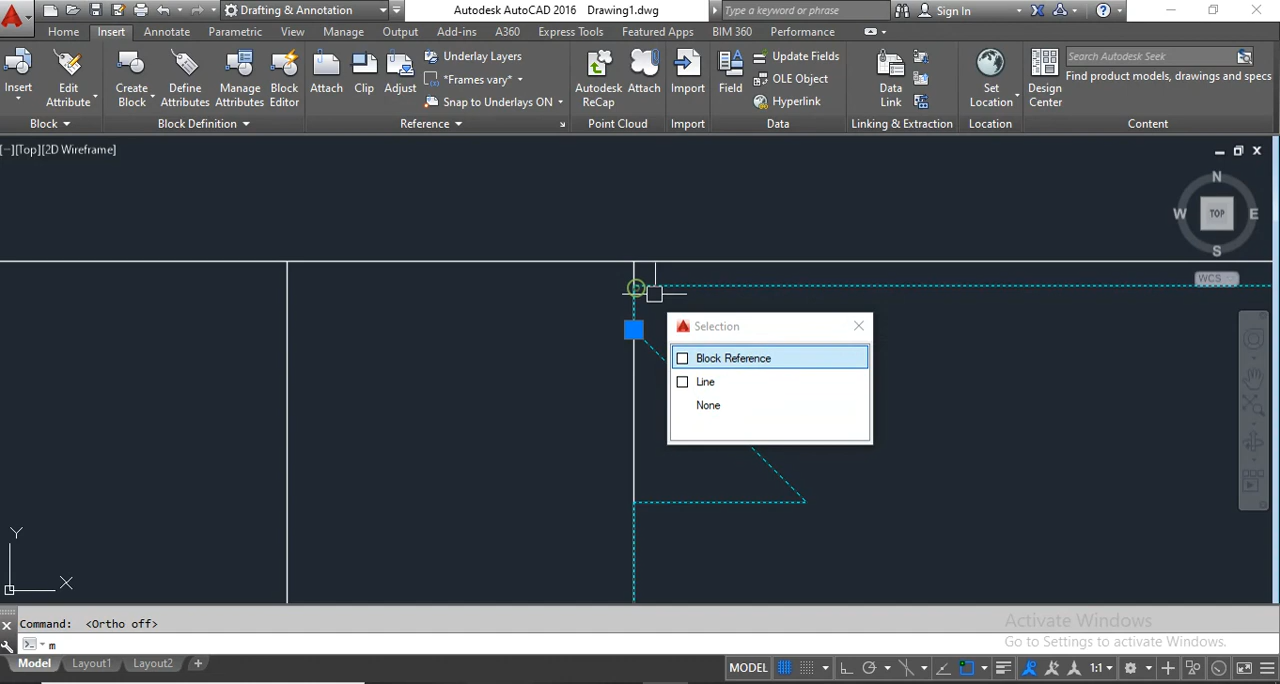 Drafting & Annotation
Autodesk AutoCAD 2016 Drawing1.dwg
Type a keyword or phrase
Sign In
Home Insert Annotate Parametric View Manage Output Add-ins A360 Express Tools Featured Apps BIM 360 Performance
Insert
Edit Attribute
Create Block
Define Attributes
Manage Attributes
Block Editor
Attach
Clip
Adjust
Underlay Layers
*Frames vary*
Snap to Underlays ON
Autodesk ReCap
Attach
Import
Field
Update Fields
OLE Object
Hyperlink
Data Link
Set Location
Design Center
Search Autodesk Seek
Find product models, drawings and specs
Block Block Definition Reference Point Cloud Import Data Linking & Extraction Location Content
[−][Top][2D Wireframe]
N
W TOP E
S
WCS
Selection
Block Reference
Line
None
Y
X
Command: <Ortho off>
m
Activate Windows
Go to Settings to activate Windows.
Model Layout1 Layout2 +
MODEL 1:1